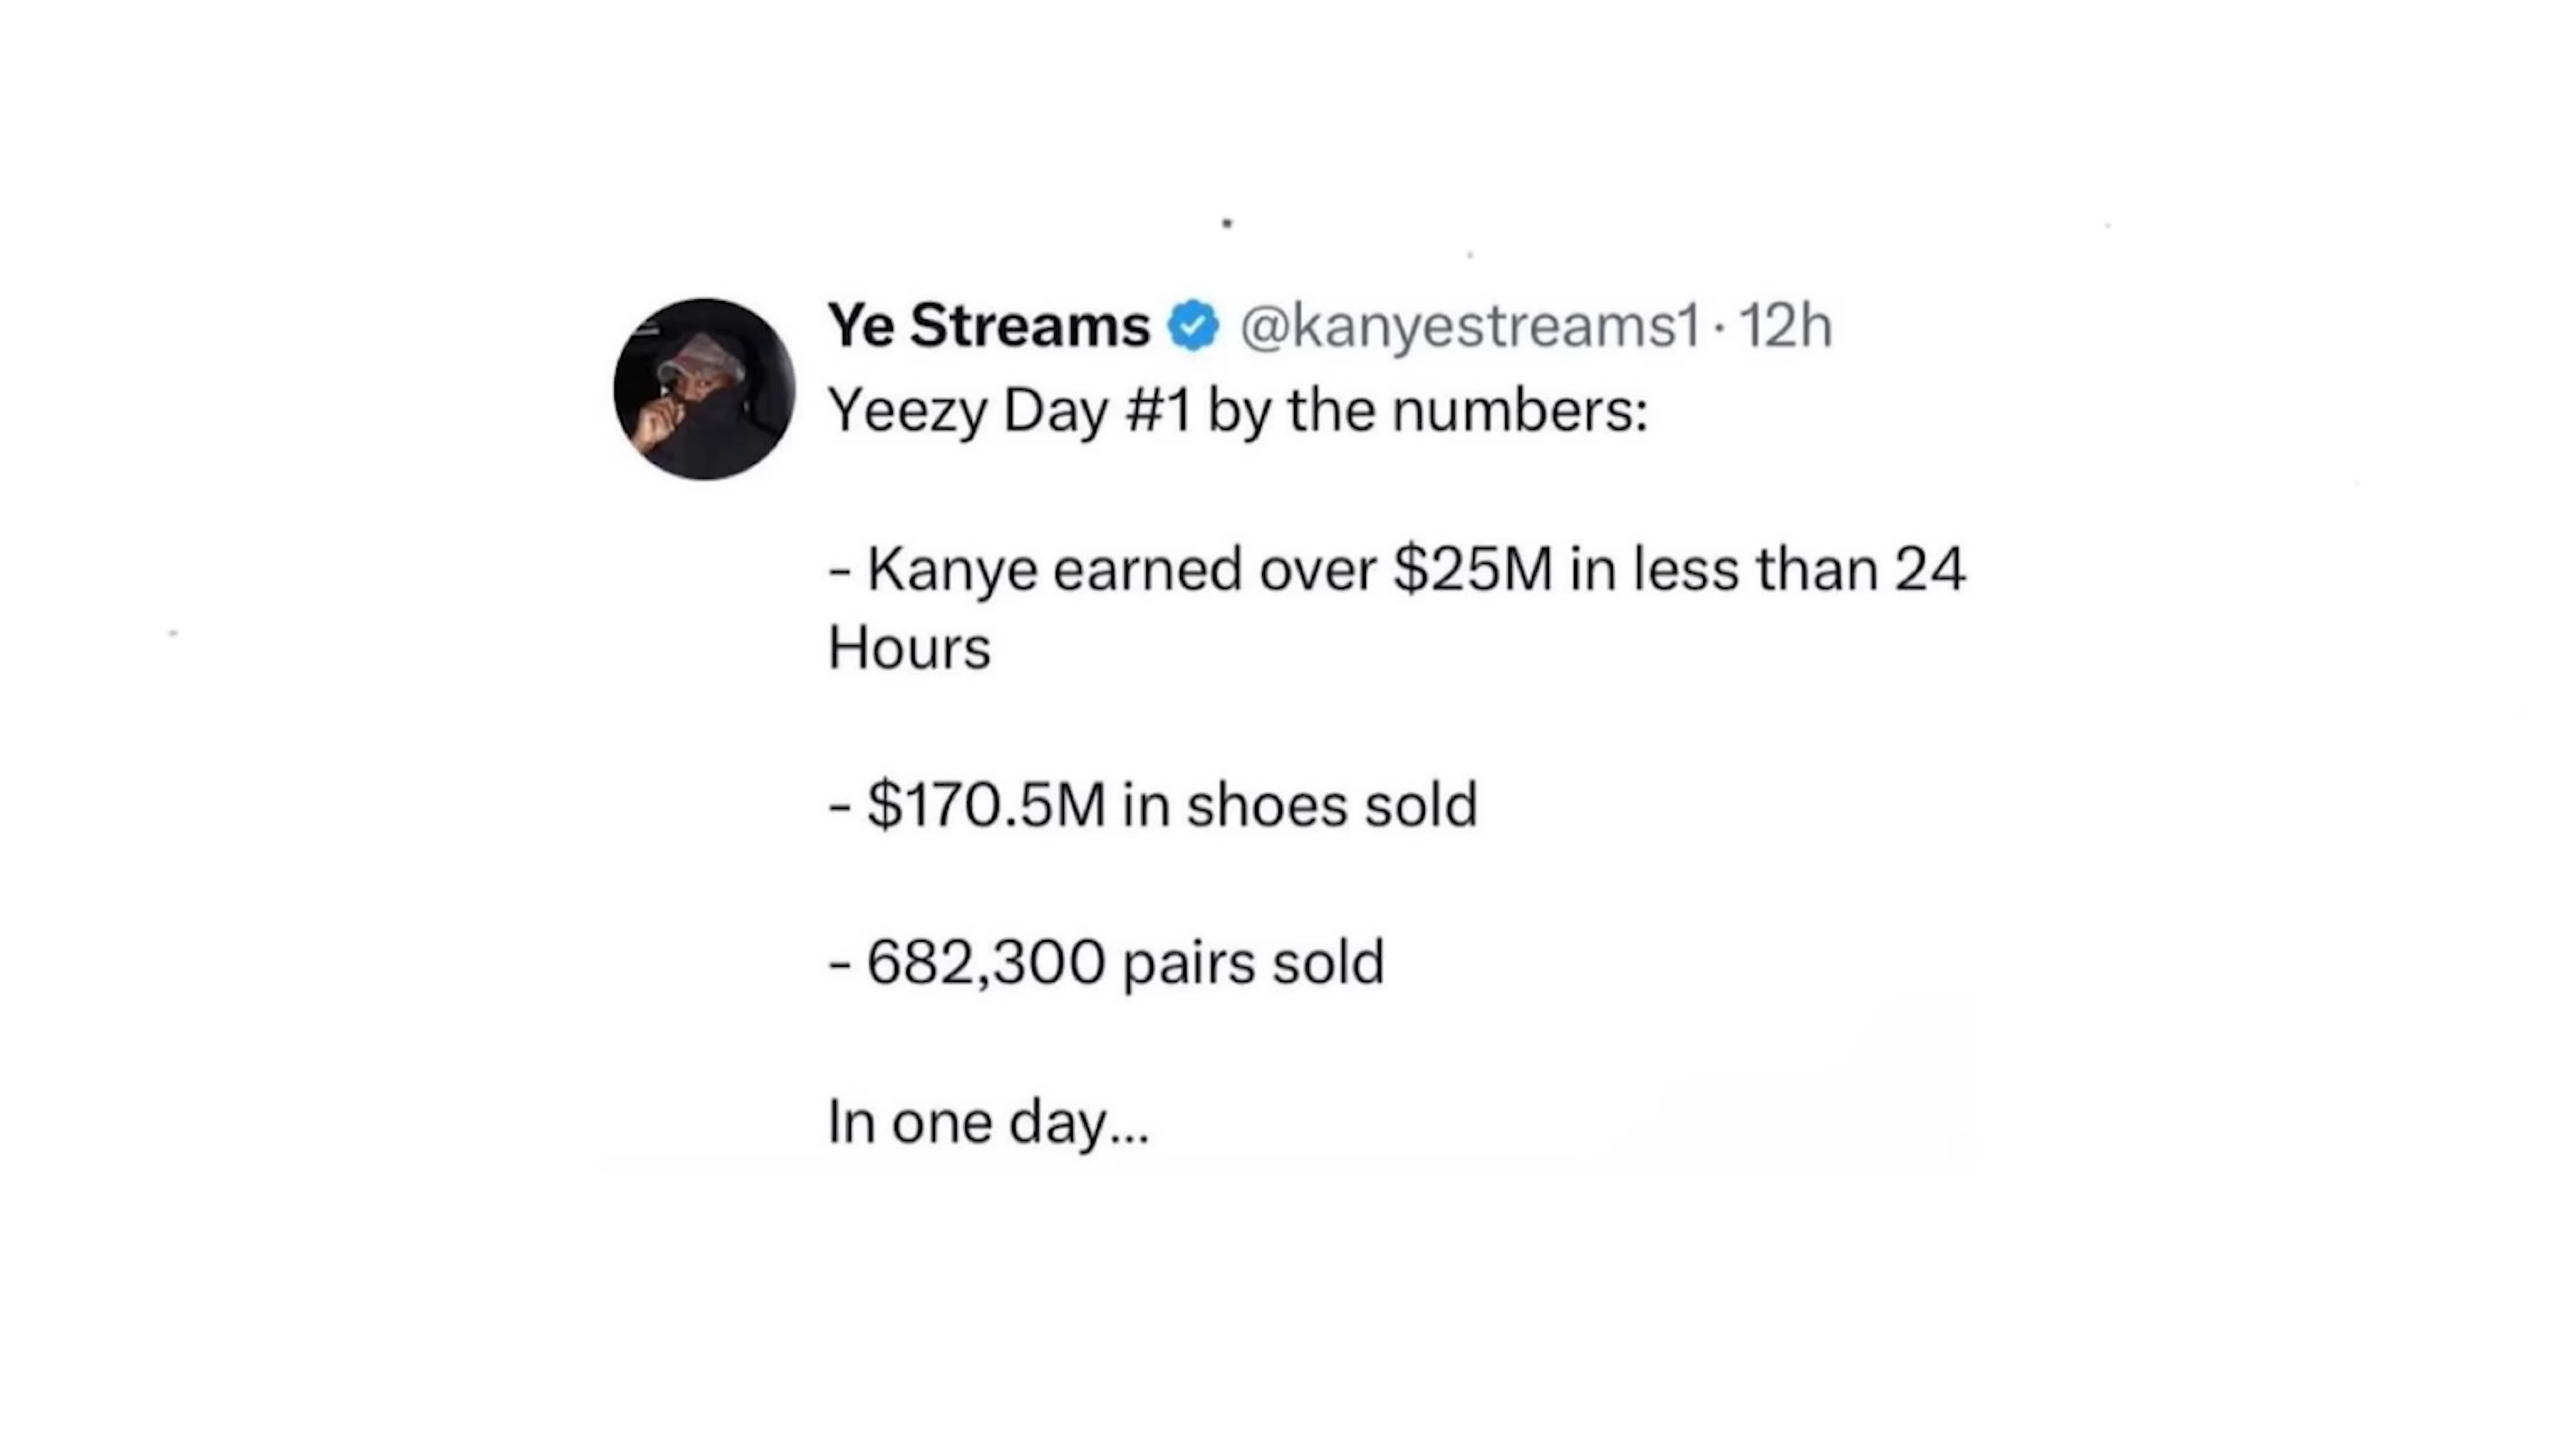 Ye Streams @kanyestreams1 · 12h
Yeezy Day #1 by the numbers:
- Kanye earned over $25M in less than 24
Hours
- $170.5M in shoes sold
- 682,300 pairs sold
In one day...